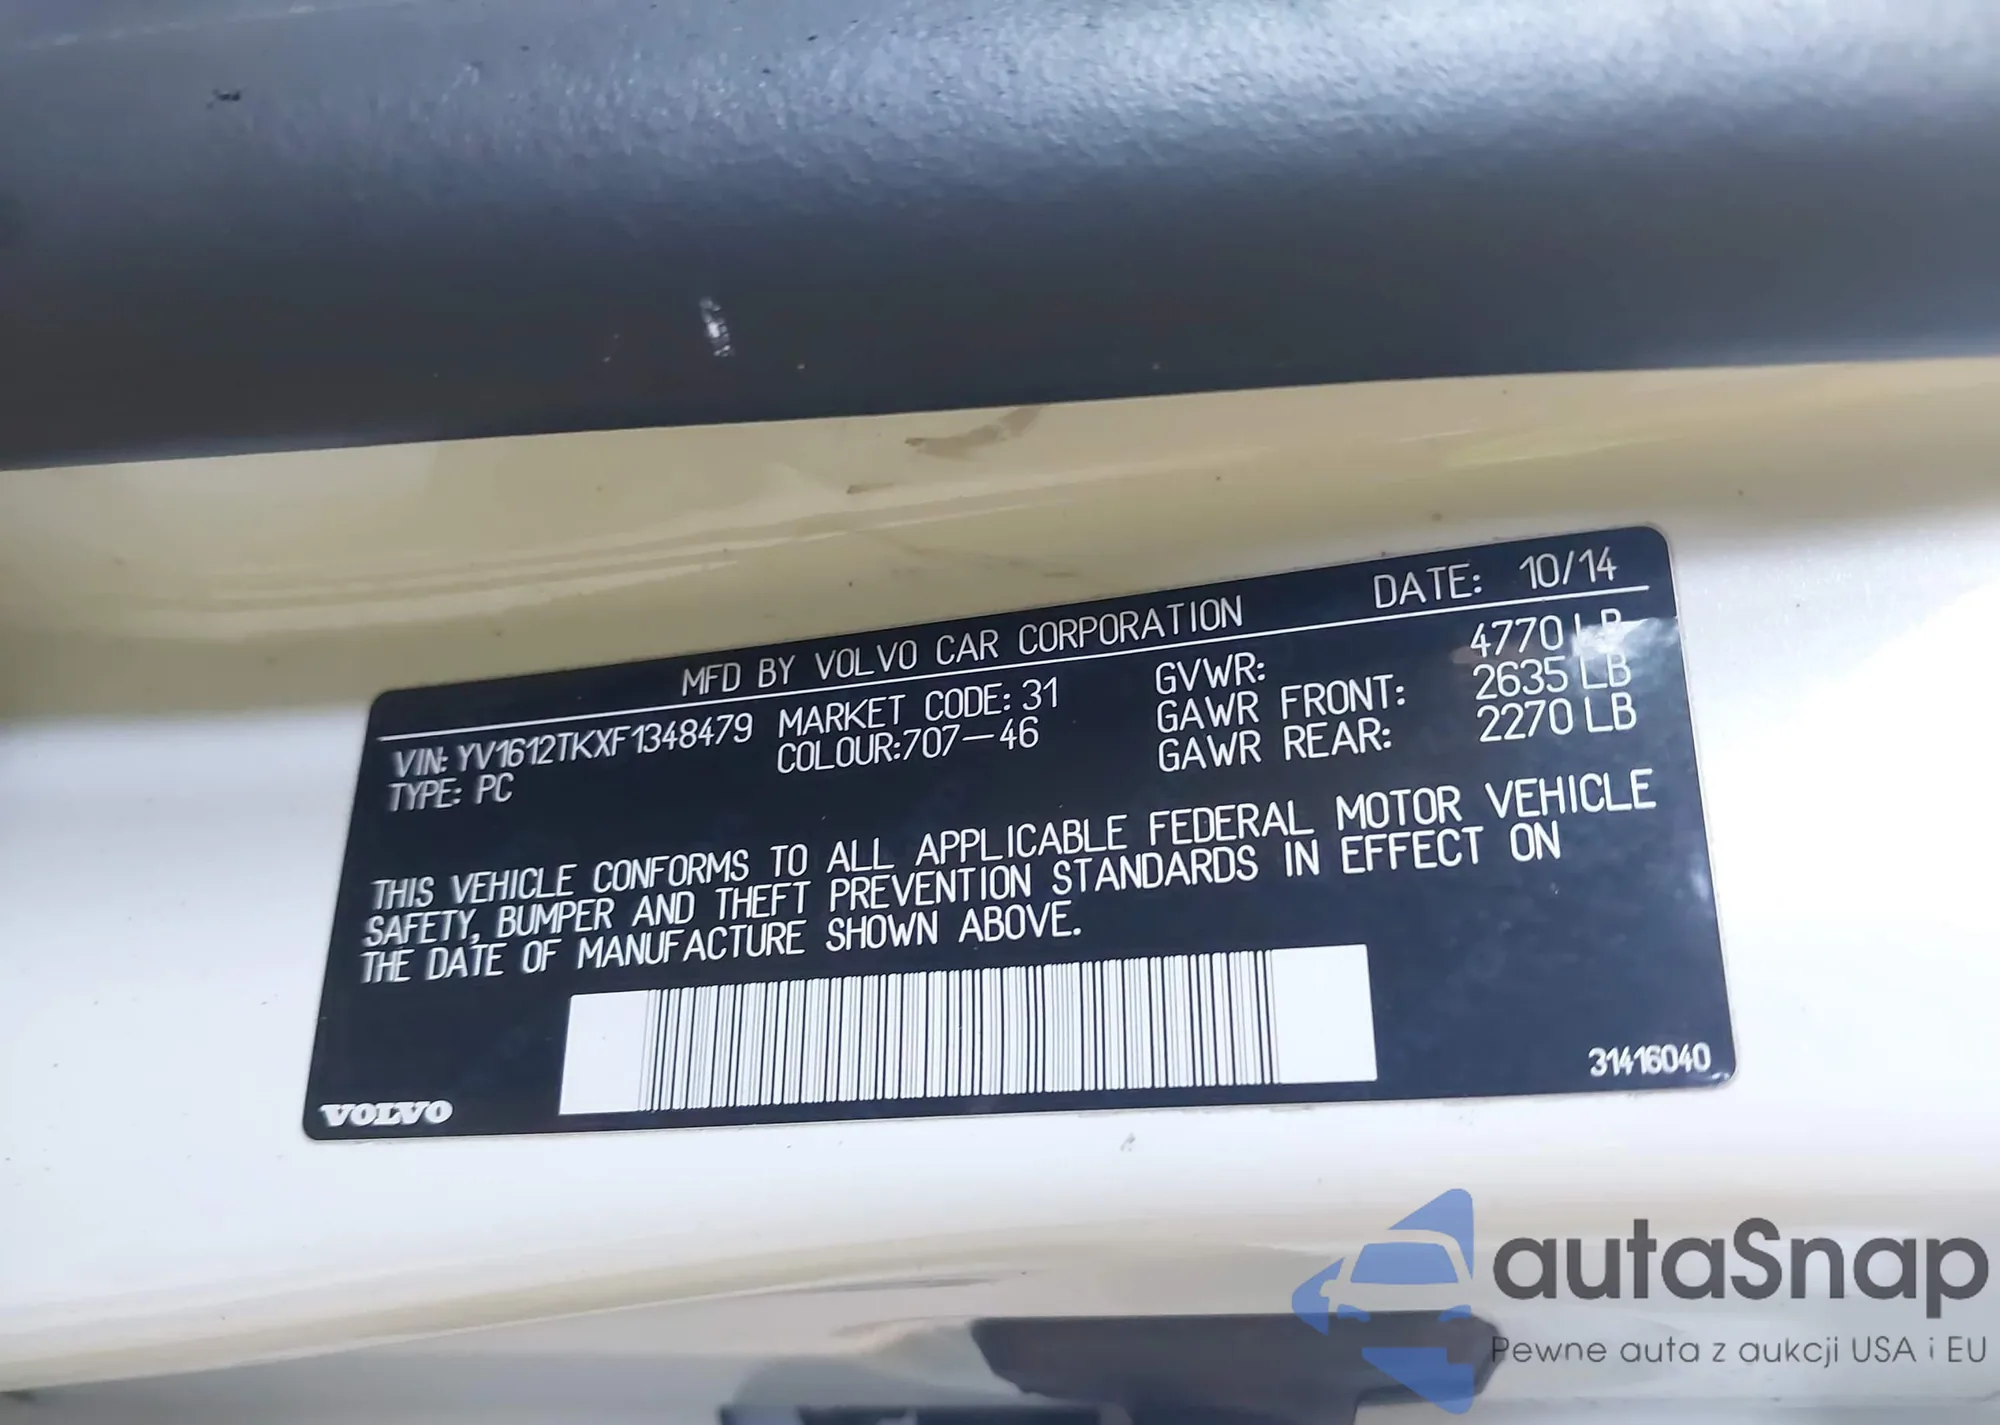 MFD BY VOLVO CAR CORPORATION DATE: 10/14
VIN: YV1612TKXF1348479 MARKET CODE: 31 GVWR: 4770 LB
TYPE: PC COLOUR:707-46 GAWR FRONT: 2635 LB
GAWR REAR: 2270 LB
THIS VEHICLE CONFORMS TO ALL APPLICABLE FEDERAL MOTOR VEHICLE
SAFETY, BUMPER AND THEFT PREVENTION STANDARDS IN EFFECT ON
THE DATE OF MANUFACTURE SHOWN ABOVE.
31416040
VOLVO
autaSnap
Pewne auta z aukcji USA i EU